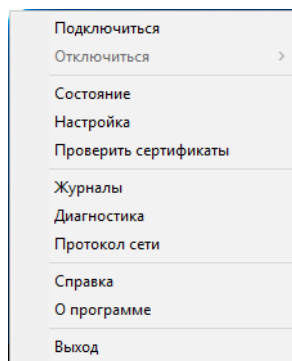 Подключиться
Отключиться
Состояние
Настройка
Проверить сертификаты
Журналы
Диагностика
Протокол сети
Справка
О программе
Выход